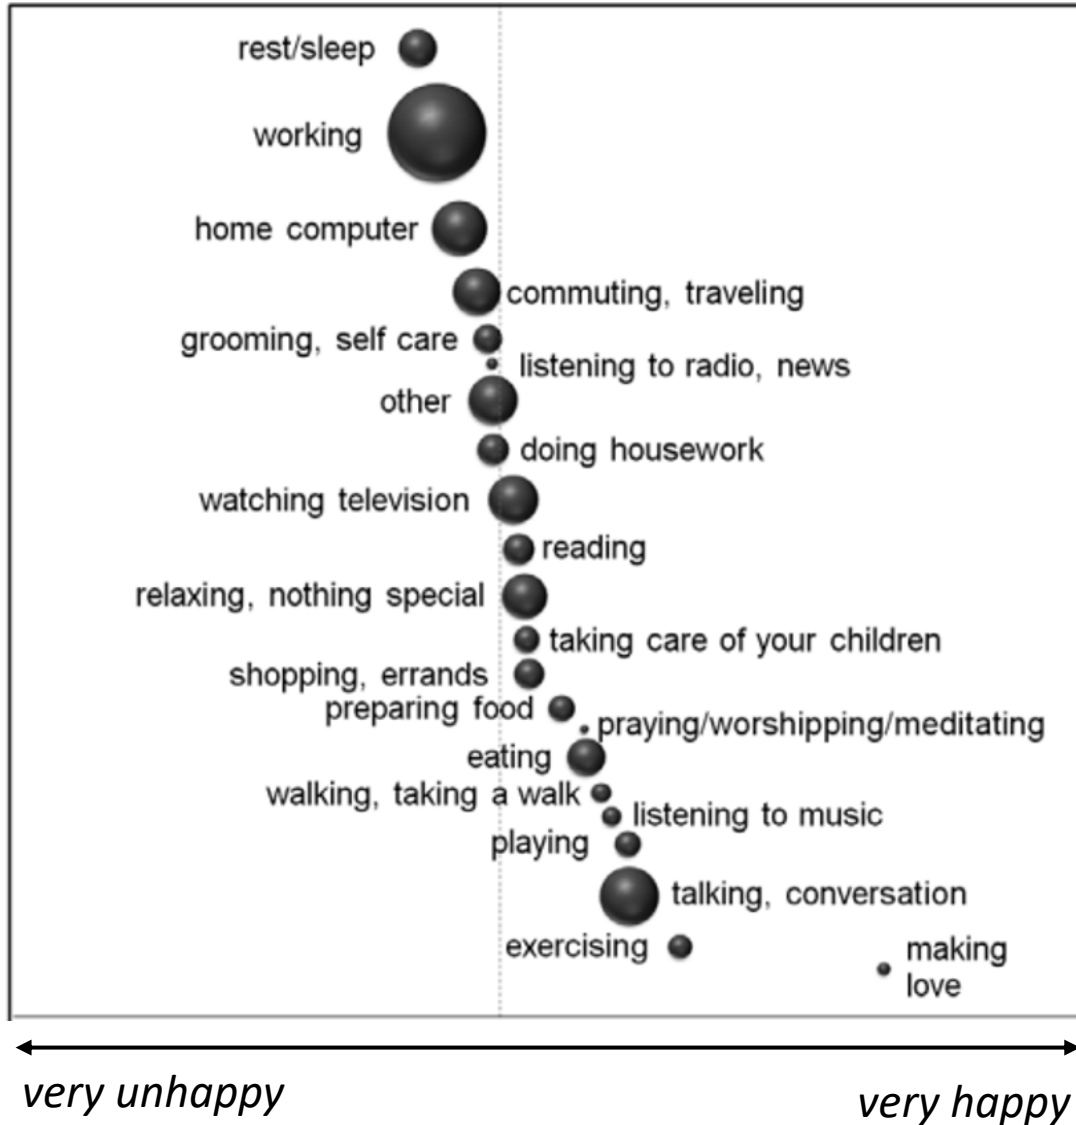 rest/sleep
working
home computer
commuting, traveling
grooming, self care
listening to radio, news
other
doing housework
watching television
reading
relaxing, nothing special
taking care of your children
shopping, errands
preparing food
praying/worshipping/meditating
eating
walking, taking a walk
listening to music
playing
talking, conversation
exercising
making
love
very unhappy
very happy